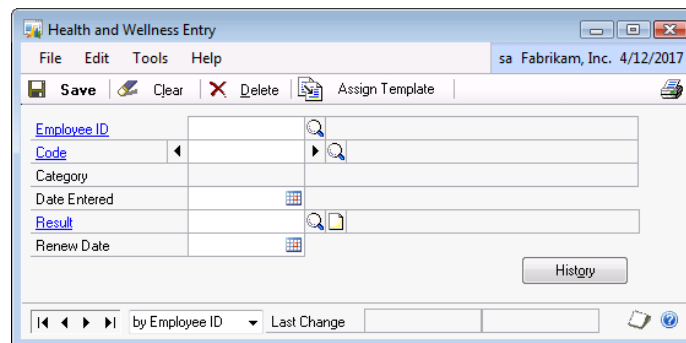 Health and Wellness Entry
File Edit Tools Help sa Fabrikam, Inc. 4/12/2017
Save Clear Delete Assign Template
Employee ID
Code
Category
Date Entered
Result
Renew Date
History
by Employee ID Last Change